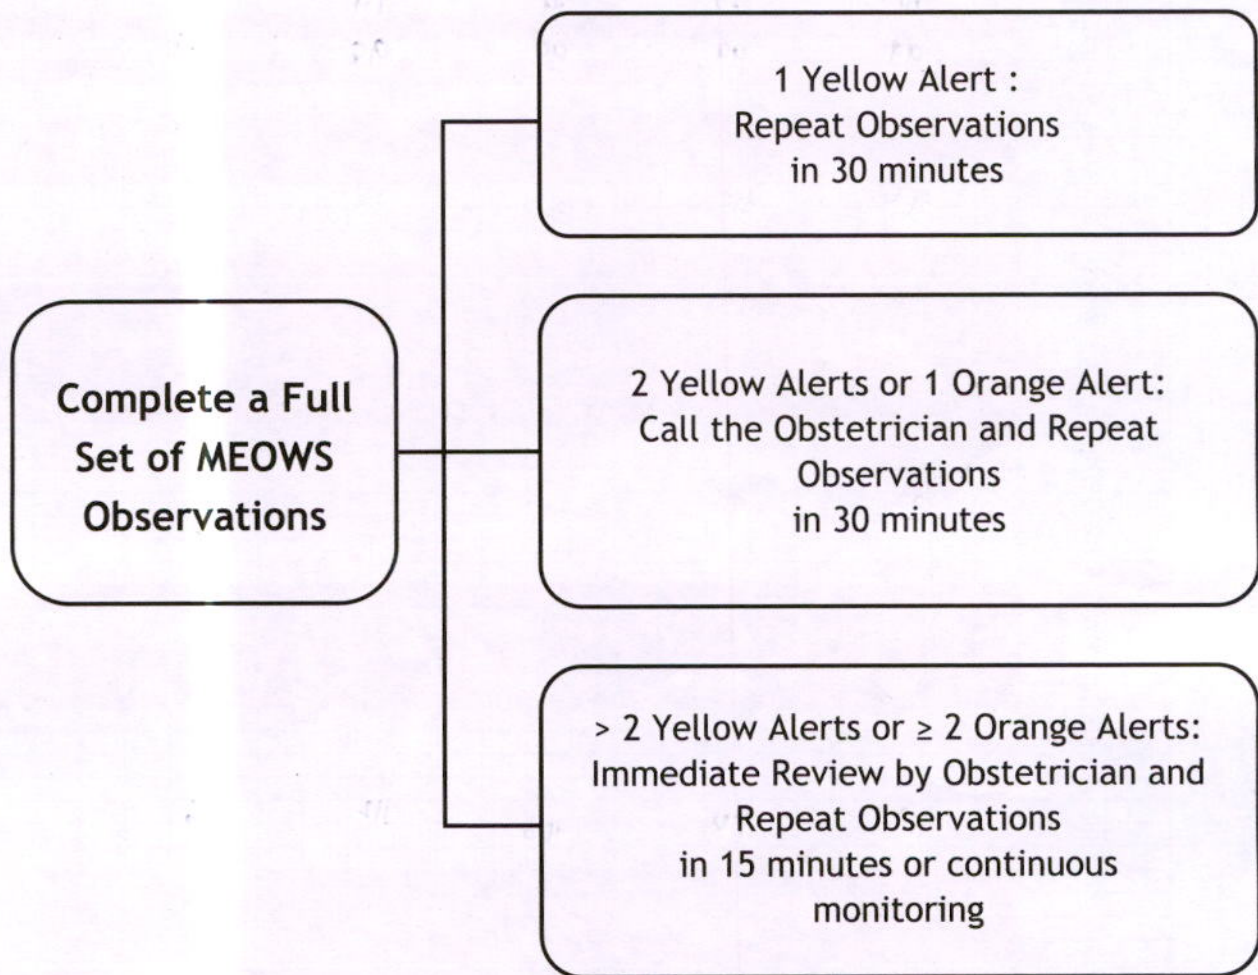 1 Yellow Alert :
Repeat Observations
in 30 minutes
Complete a Full
Set of MEOWS
Observations
2 Yellow Alerts or 1 Orange Alert:
Call the Obstetrician and Repeat
Observations
in 30 minutes
> 2 Yellow Alerts or ≥ 2 Orange Alerts:
Immediate Review by Obstetrician and
Repeat Observations
in 15 minutes or continuous
monitoring